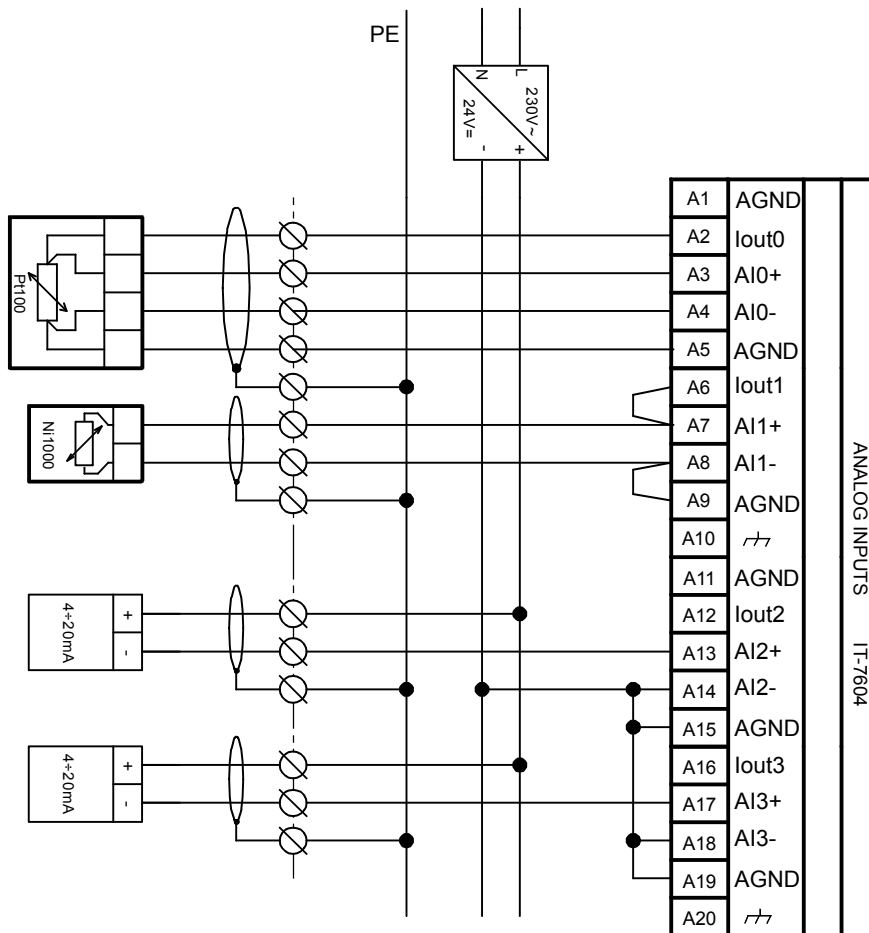 PE
N
L
24V=
230V~
-
+
A1 AGND
A2 Iout0
A3 AI0+
A4 AI0-
A5 AGND
A6 Iout1
A7 AI1+
A8 AI1-
A9 AGND
A10
A11 AGND
A12 Iout2
A13 AI2+
A14 AI2-
A15 AGND
A16 Iout3
A17 AI3+
A18 AI3-
A19 AGND
A20
ANALOG INPUTS IT-7604
Pt100
Ni1000
4÷20mA
+
-
4÷20mA
+
-